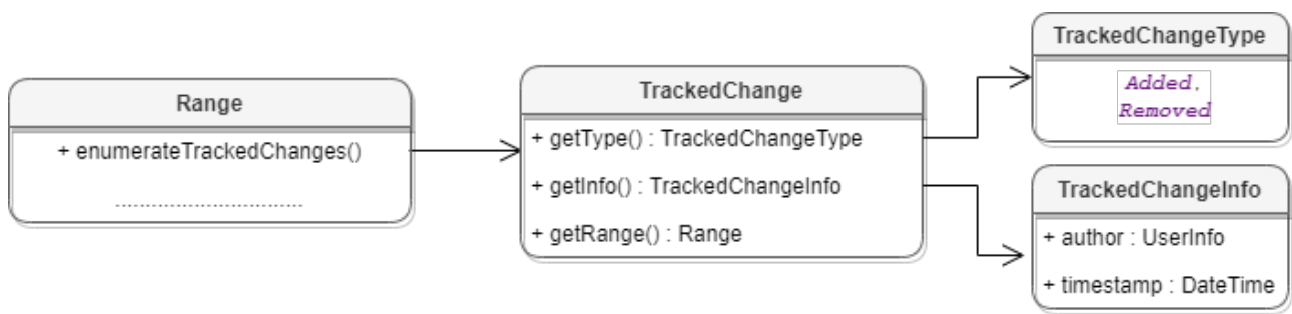 Range
+ enumerateTrackedChanges()
...............................
TrackedChange
+ getType() : TrackedChangeType
+ getInfo() : TrackedChangeInfo
+ getRange() : Range
TrackedChangeType
Added,
Removed
TrackedChangeInfo
+ author : UserInfo
+ timestamp : DateTime